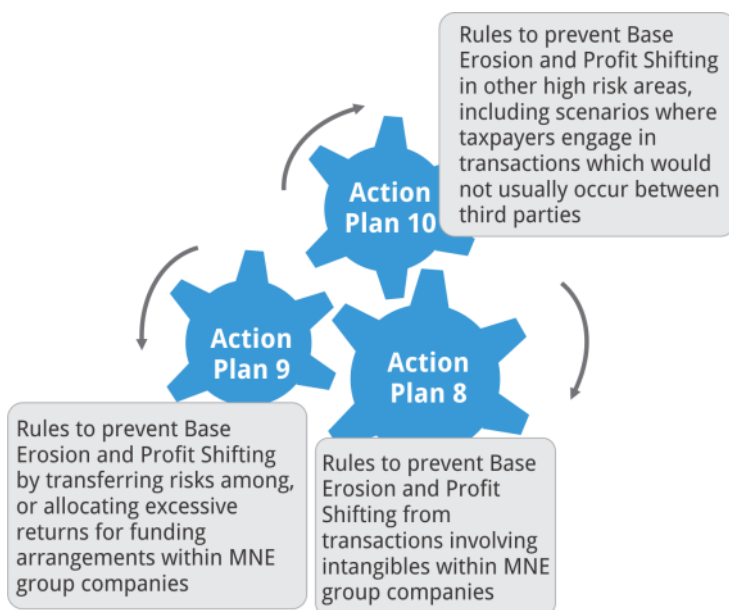 Rules to prevent Base
Erosion and Profit Shifting
in other high risk areas,
including scenarios where
taxpayers engage in
transactions which would
not usually occur between
third parties
Action
Plan 10
Action
Plan 9
Action
Plan 8
Rules to prevent Base
Erosion and Profit Shifting
by transferring risks among,
or allocating excessive
returns for funding
arrangements within MNE
group companies
Rules to prevent Base
Erosion and Profit
Shifting from
transactions involving
intangibles within MNE
group companies